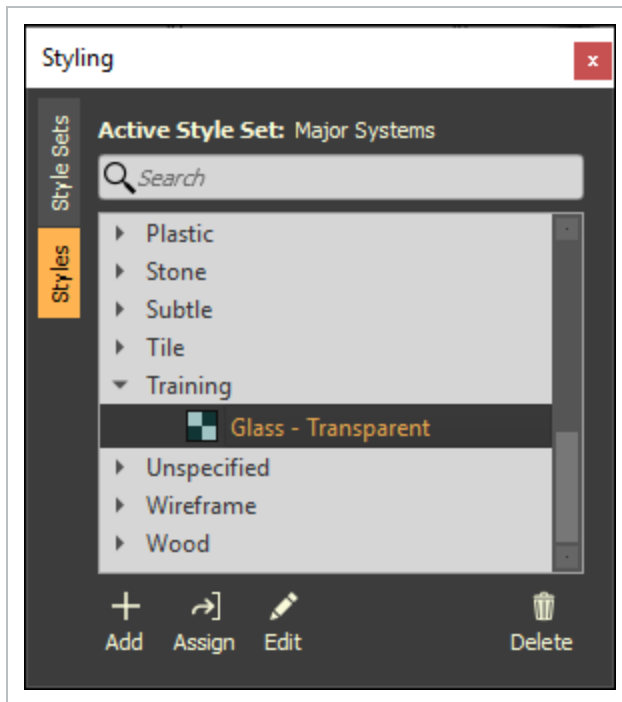 Styling
x
Style Sets
Styles
Active Style Set: Major Systems
Search
Plastic
Stone
Subtle
Tile
Training
Glass - Transparent
Unspecified
Wireframe
Wood
Add Assign Edit Delete